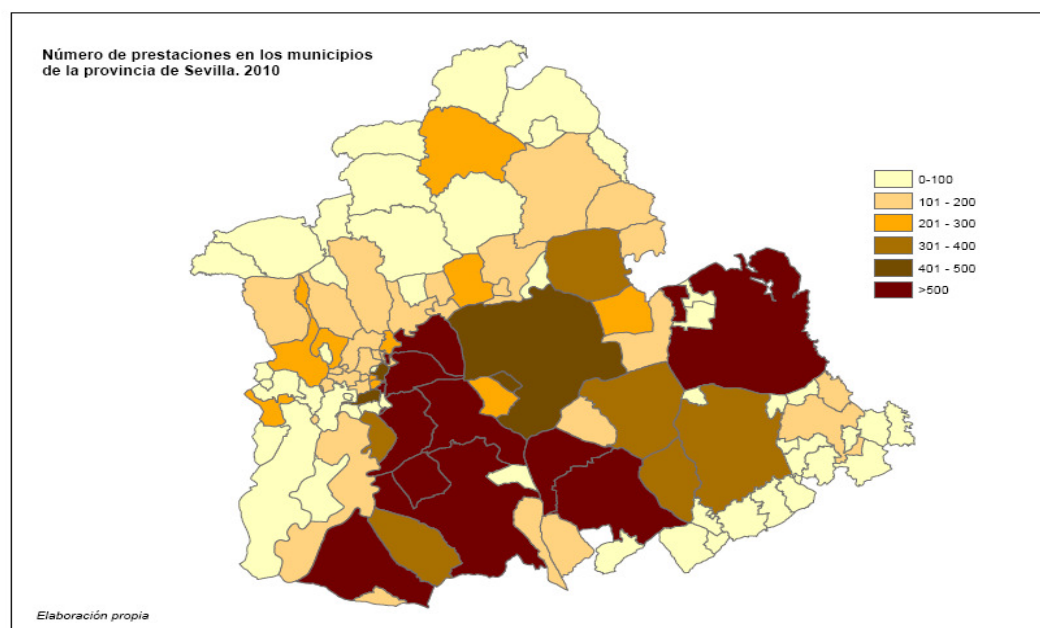 Número de prestaciones en los municipios
de la provincia de Sevilla. 2010
0-100
101 - 200
201 - 300
301 - 400
401 - 500
>500
Elaboración propia